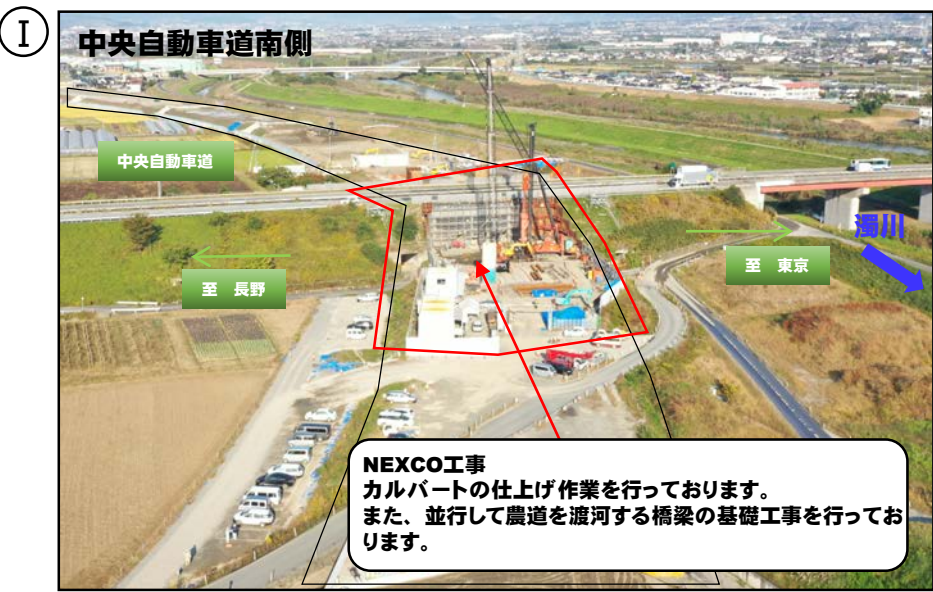 Ⅰ
中央自動車道南側
中央自動車道
濁川
至　東京
至　長野
NEXCO工事
カルバートの仕上げ作業を行っております。
また、並行して農道を渡河する橋梁の基礎工事を行ってお
ります。